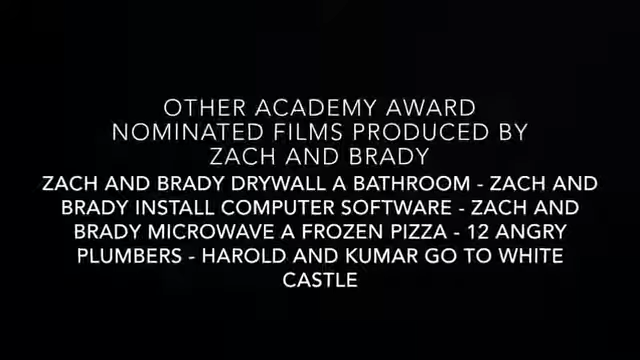 OTHER ACADEMY AWARD
NOMINATED FILMS PRODUCED BY
ZACH AND BRADY
ZACH AND BRADY DRYWALL A BATHROOM - ZACH AND
BRADY INSTALL COMPUTER SOFTWARE - ZACH AND
BRADY MICROWAVE A FROZEN PIZZA - 12 ANGRY
PLUMBERS - HAROLD AND KUMAR GO TO WHITE
CASTLE